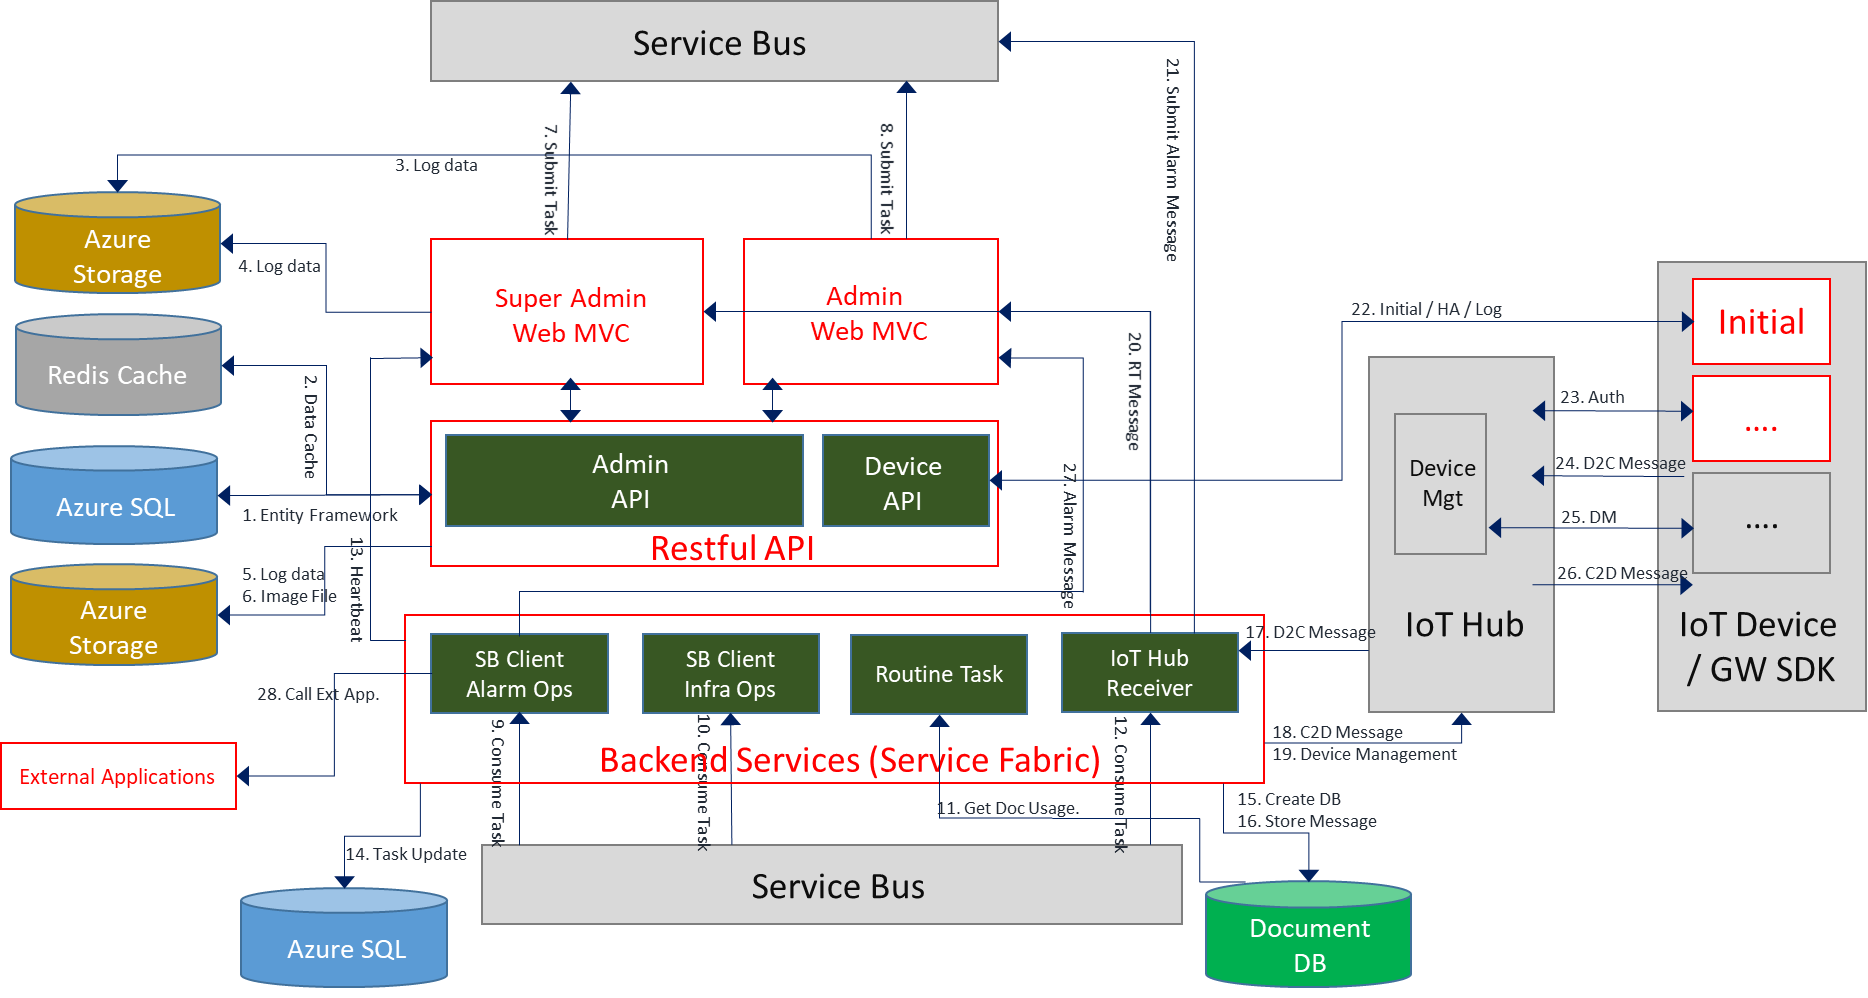 Service Bus
7. Submit Task
8. Submit Task
21. Submit Alarm Message
3. Log data
Azure
Storage
4. Log data
Super Admin
Web MVC
Admin
Web MVC
22. Initial / HA / Log
Initial
Redis Cache
2. Data Cache
20. RT Message
23. Auth
....
Admin
API
Device
API
Device
Mgt
24. D2C Message
Azure SQL
1. Entity Framework
27. Alarm Message
25. DM
....
Restful API
13. Heartbeat
5. Log data
6. Image File
26. C2D Message
Azure
Storage
IoT Hub
IoT Device
/ GW SDK
17. D2C Message
SB Client
Alarm Ops
SB Client
Infra Ops
Routine Task
IoT Hub
Receiver
28. Call Ext App.
9. Consume Task
10. Consume Task
12. Consume Task
18. C2D Message
19. Device Management
Backend Services (Service Fabric)
External Applications
11. Get Doc Usage.
15. Create DB
16. Store Message
14. Task Update
Service Bus
Azure SQL
Document
DB